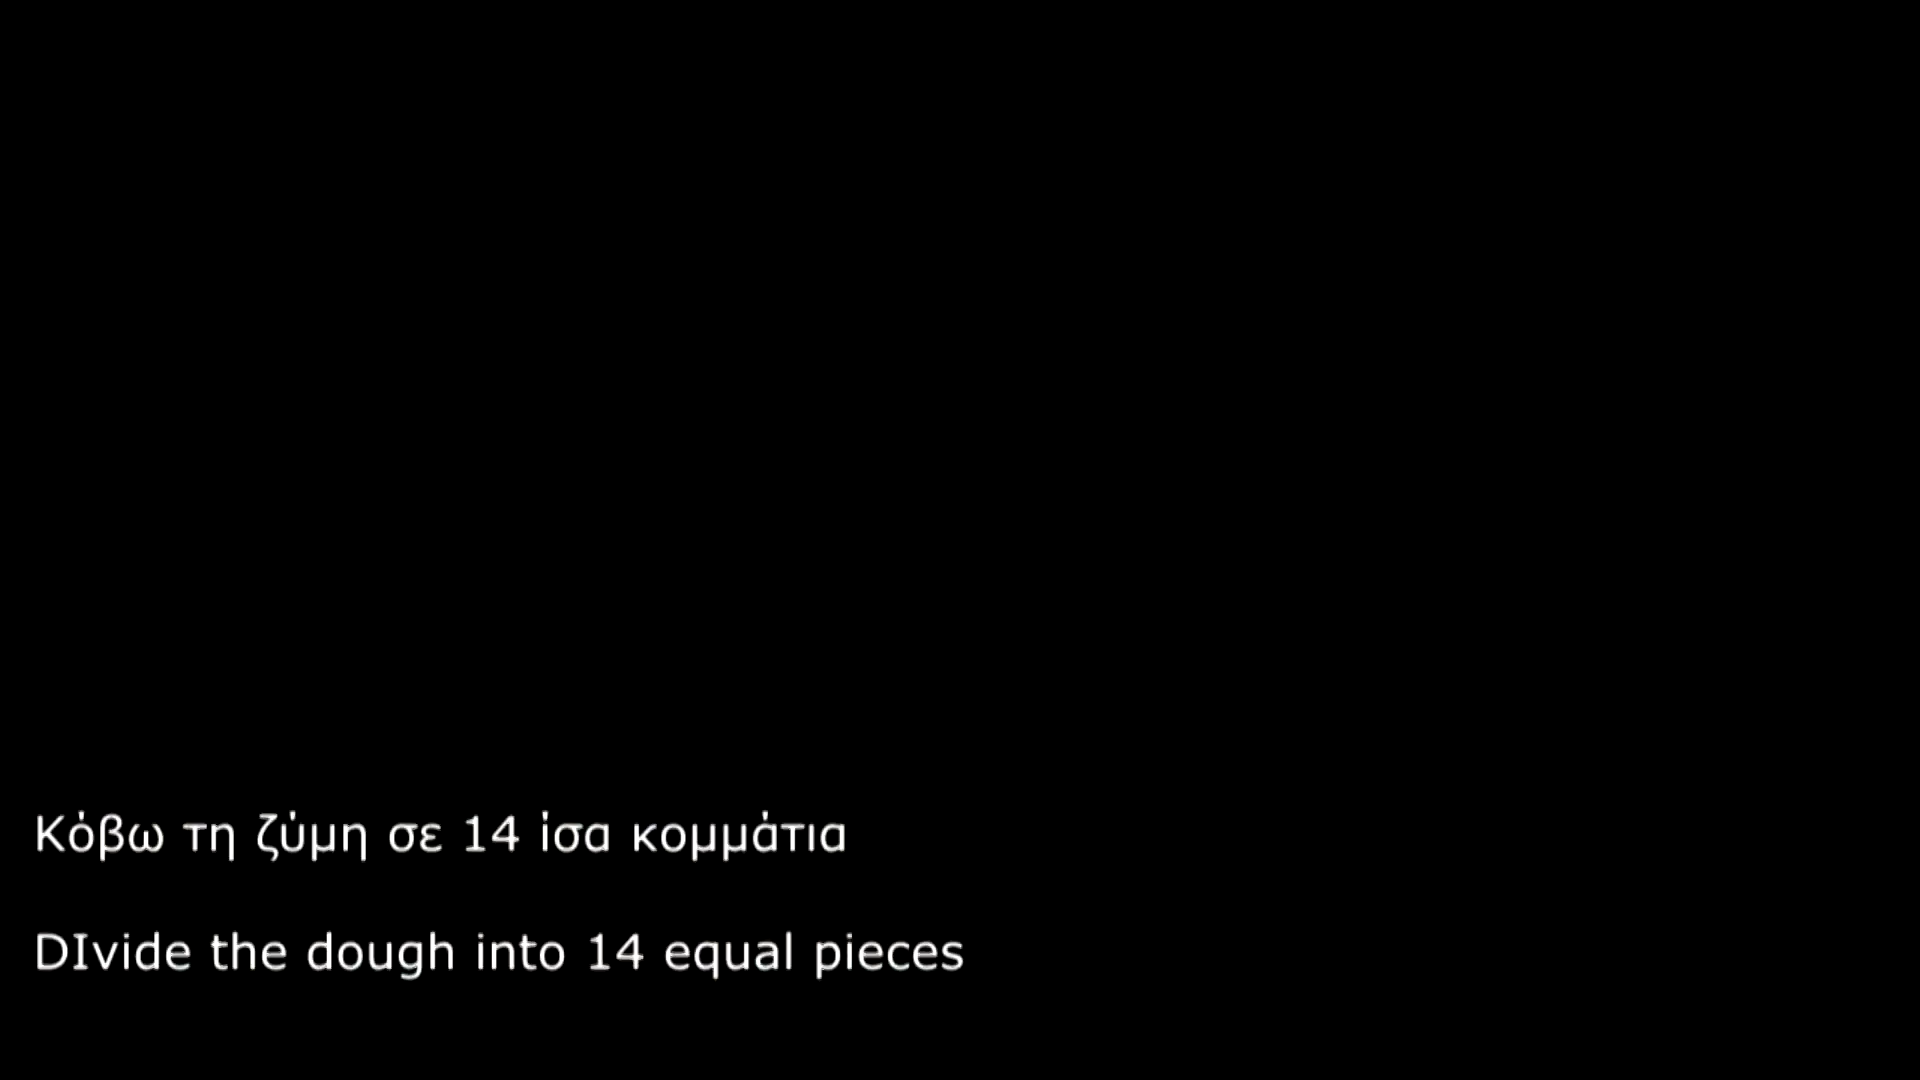 Κόβω τη ζύμη σε 14 ίσα κομμάτια
DIvide the dough into 14 equal pieces